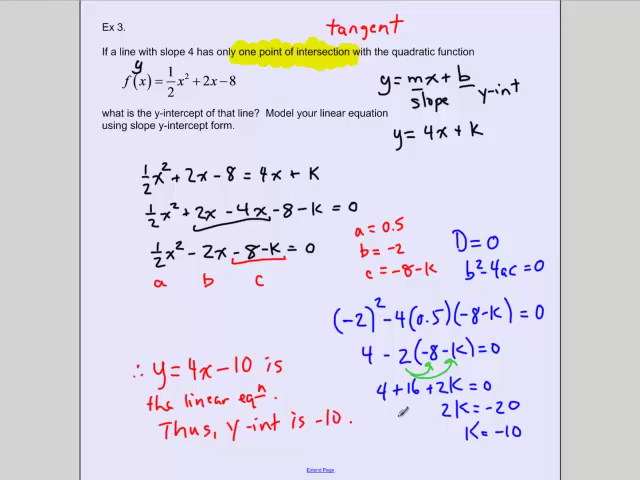 Ex 3.
tangent
If a line with slope 4 has only one point of intersection with the quadratic function
y
f(x) = 1/2 x² + 2x − 8
y = mx + b
slope
y-int
what is the y-intercept of that line? Model your linear equation
using slope y-intercept form.
y = 4x + k
1/2 x² + 2x − 8 = 4x + k
1/2 x² + 2x − 4x − 8 − k = 0
1/2 x² − 2x − 8 − k = 0
a b c
a = 0.5
b = −2
c = −8 − k
D = 0
b² − 4ac = 0
(−2)² − 4(0.5)(−8 − k) = 0
4 − 2(−8 − k) = 0
4 + 16 + 2k = 0
2k = −20
k = −10
∴ y = 4x − 10 is
the linear eqⁿ.
Thus, y-int is −10.
Extend Page